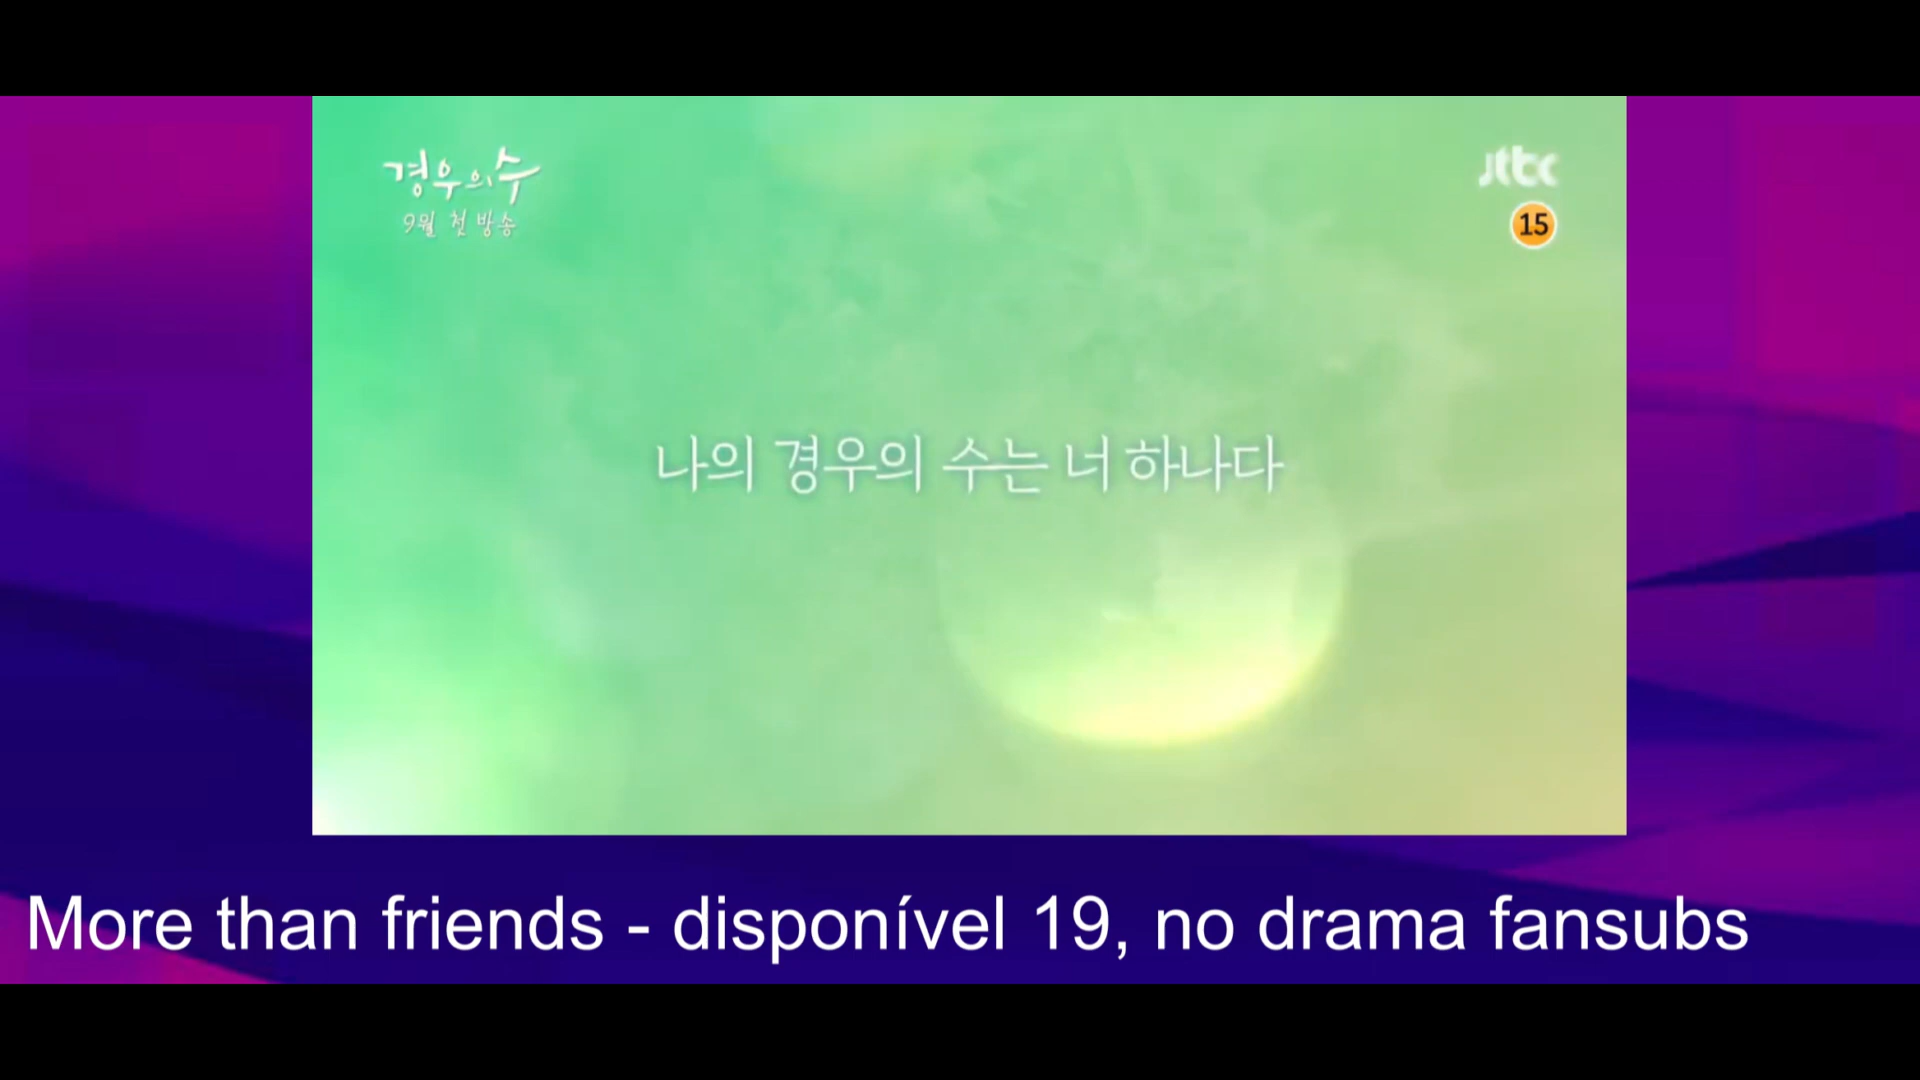 경우의 수
9월 첫 방송
jtbc
15
나의 경우의 수는 너 하나다
More than friends - disponível 19, no drama fansubs